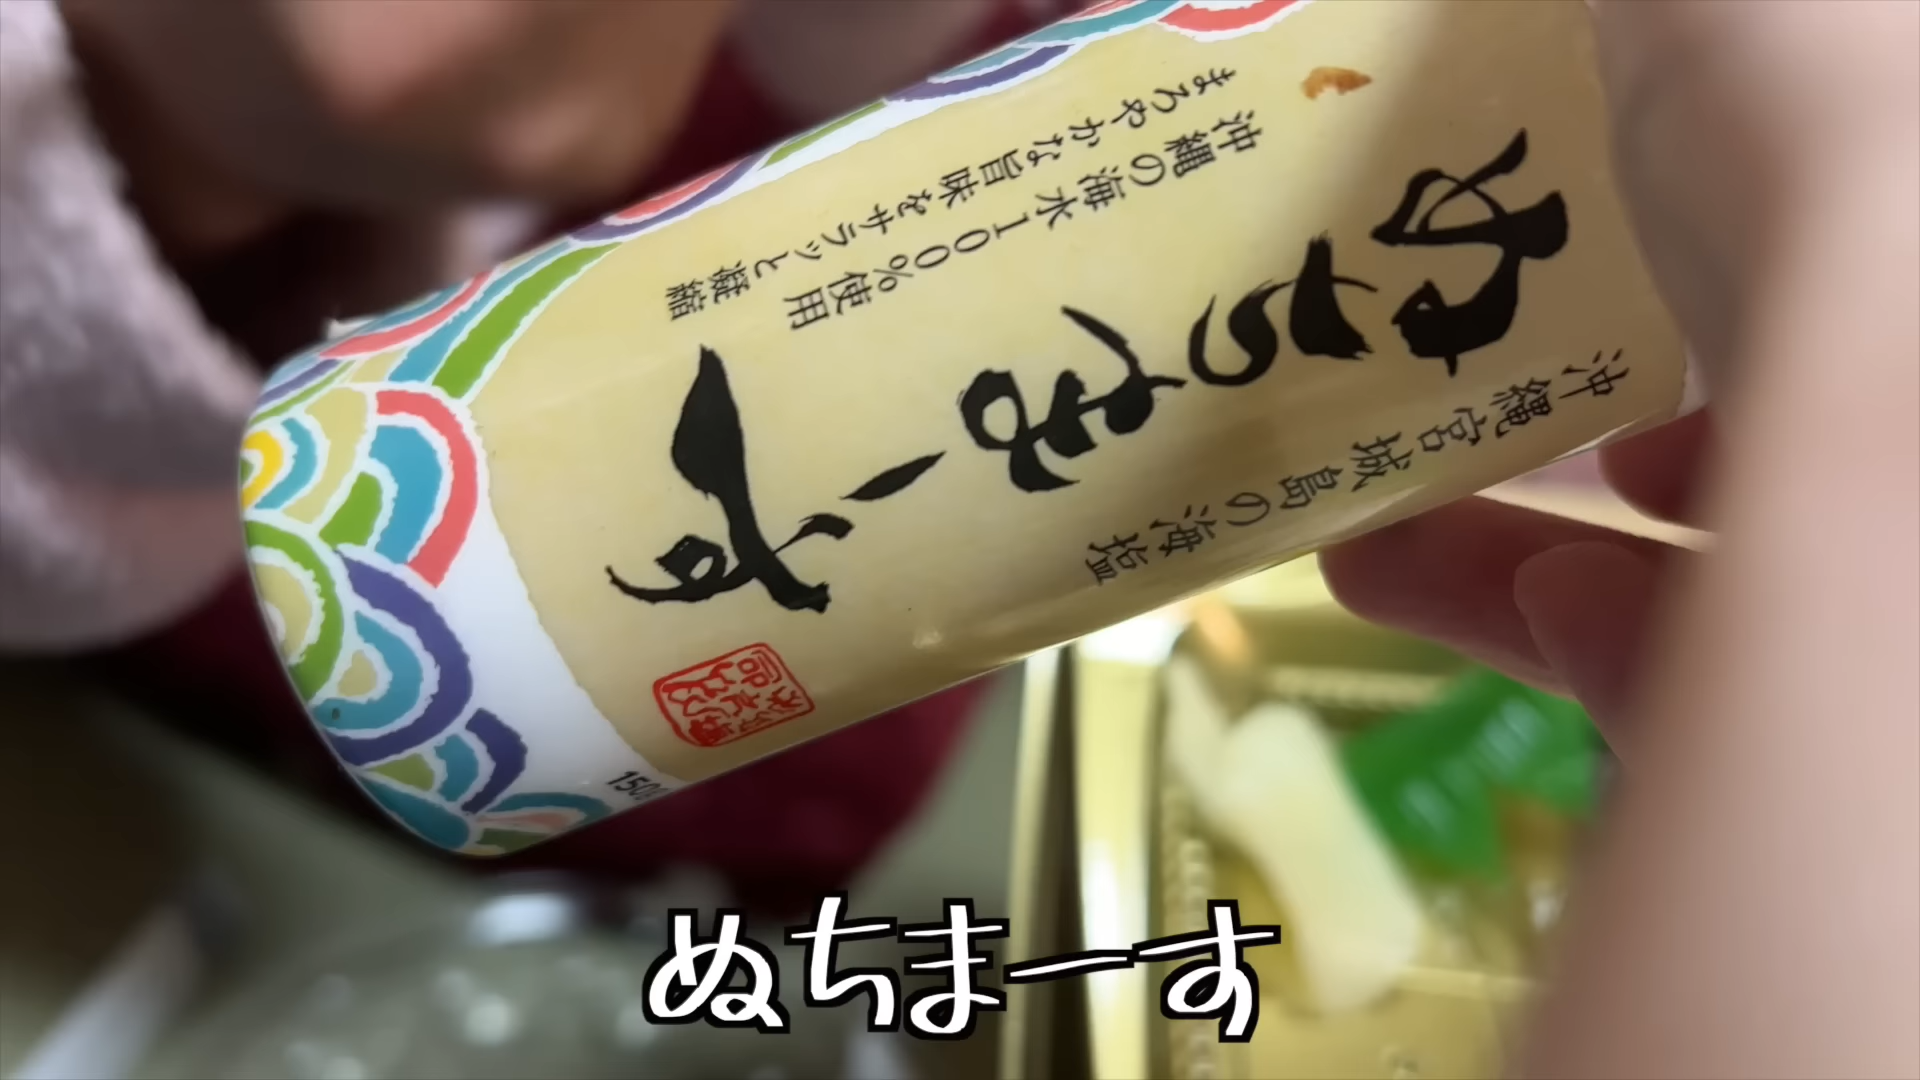 沖縄宮城島の海塩
ぬちまーす
沖縄の海水100%使用
まろやかな旨味をサラッと凝縮
150g
ぬちまーす